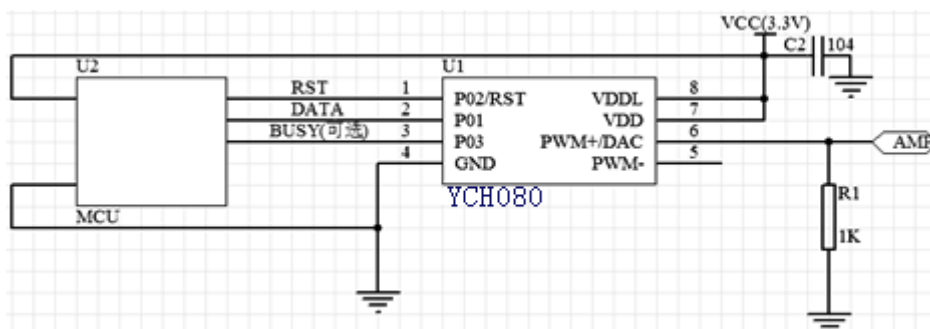 VCC(3.3V)
C2 104
U2 U1
RST 1 P02/RST VDDL 8
DATA 2 P01 VDD 7
BUSY(可选) 3 P03 PWM+/DAC 6
4 GND PWM- 5
AMP
YCH080
R1
MCU
1K